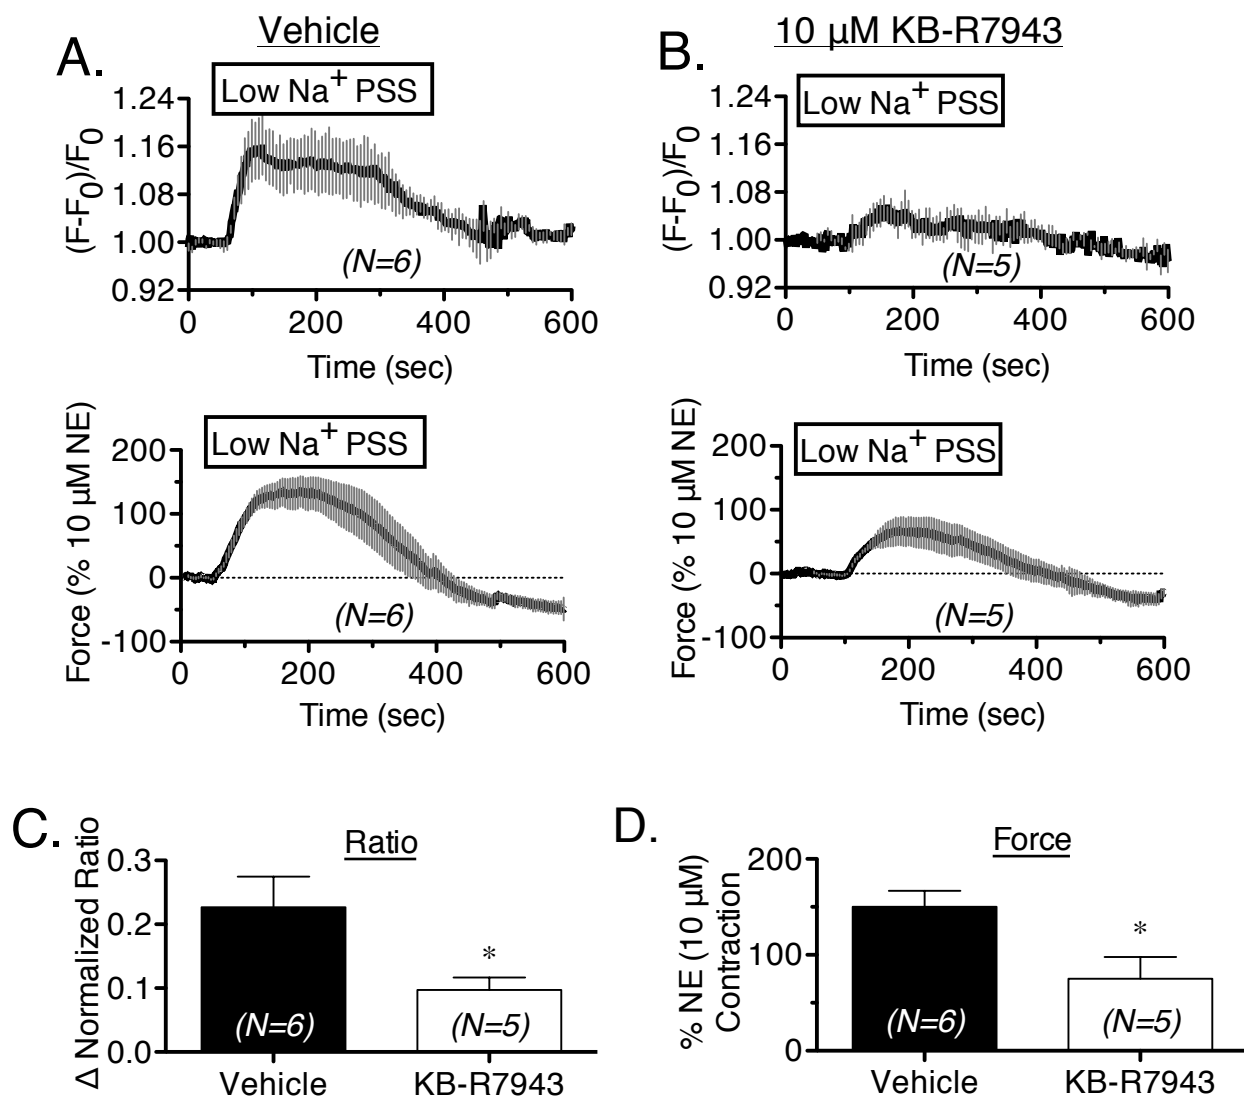 Vehicle
10 µM KB-R7943
A.
Low Na+ PSS
(F-F0)/F0
1.24
1.16
1.08
1.00
0.92
(N=6)
0
200
400
600
Time (sec)
B.
Low Na+ PSS
(F-F0)/F0
1.24
1.16
1.08
1.00
0.92
(N=5)
0
200
400
600
Time (sec)
Low Na+ PSS
Force (% 10 µM NE)
200
100
0
-100
(N=6)
0
200
400
600
Time (sec)
Low Na+ PSS
Force (% 10 µM NE)
200
100
0
-100
(N=5)
0
200
400
600
Time (sec)
C.
Ratio
Δ Normalized Ratio
0.3
0.2
0.1
0.0
*
(N=6)
(N=5)
Vehicle
KB-R7943
D.
Force
% NE (10 µM)
Contraction
200
100
0
*
(N=6)
(N=5)
Vehicle
KB-R7943